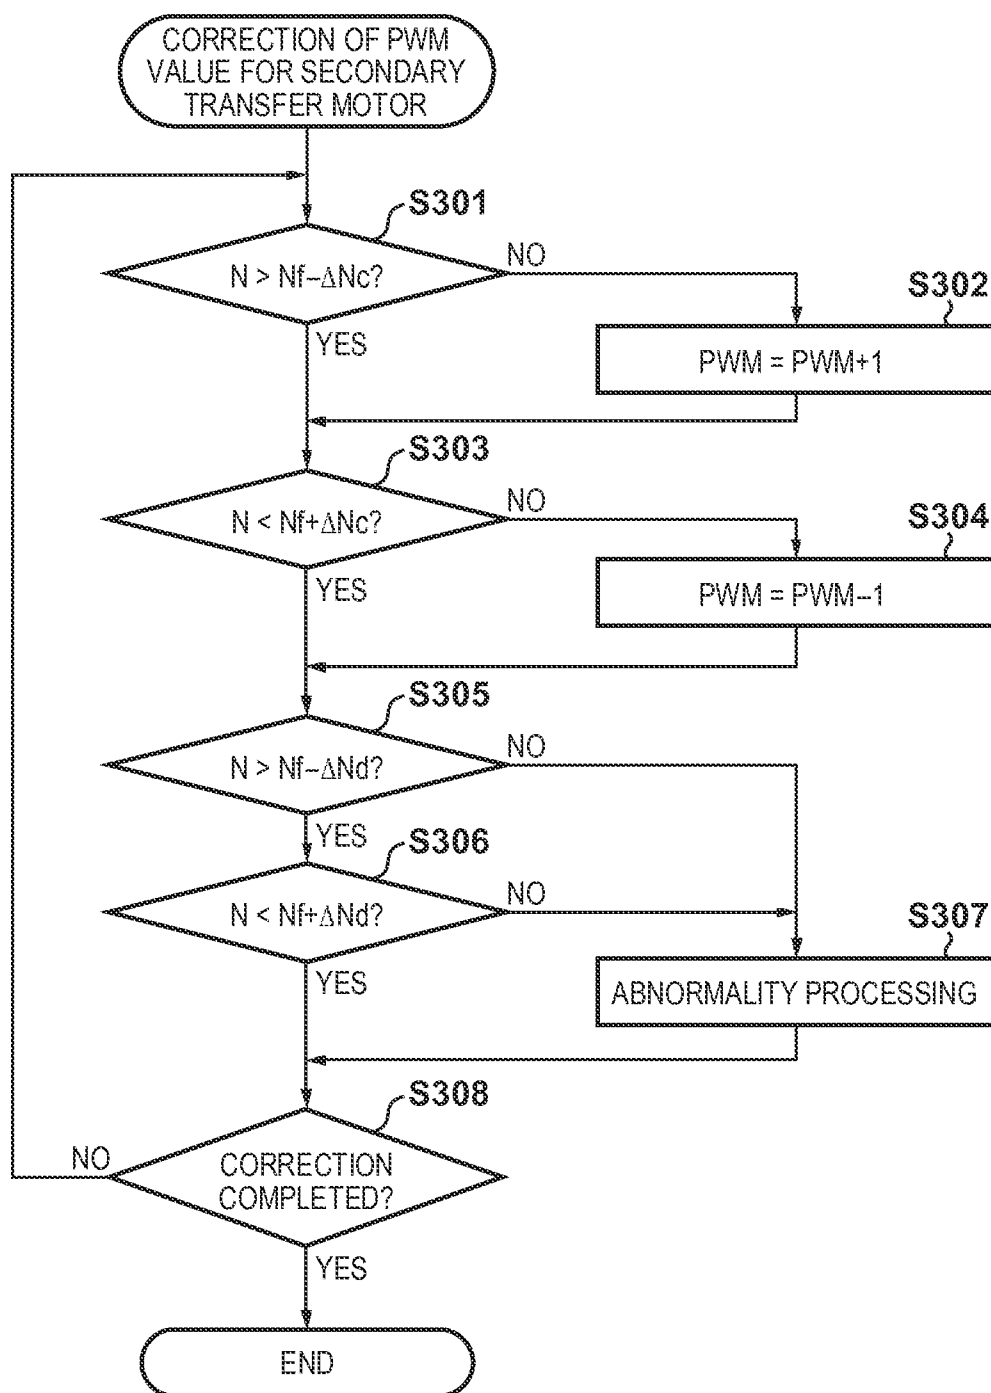 CORRECTION OF PWM
VALUE FOR SECONDARY
TRANSFER MOTOR
S301
N > Nf–ΔNc?
NO
YES
S302
PWM = PWM+1
S303
N < Nf+ΔNc?
NO
YES
S304
PWM = PWM–1
S305
N > Nf–ΔNd?
NO
YES
S306
N < Nf+ΔNd?
NO
YES
S307
ABNORMALITY PROCESSING
S308
CORRECTION
COMPLETED?
NO
YES
END